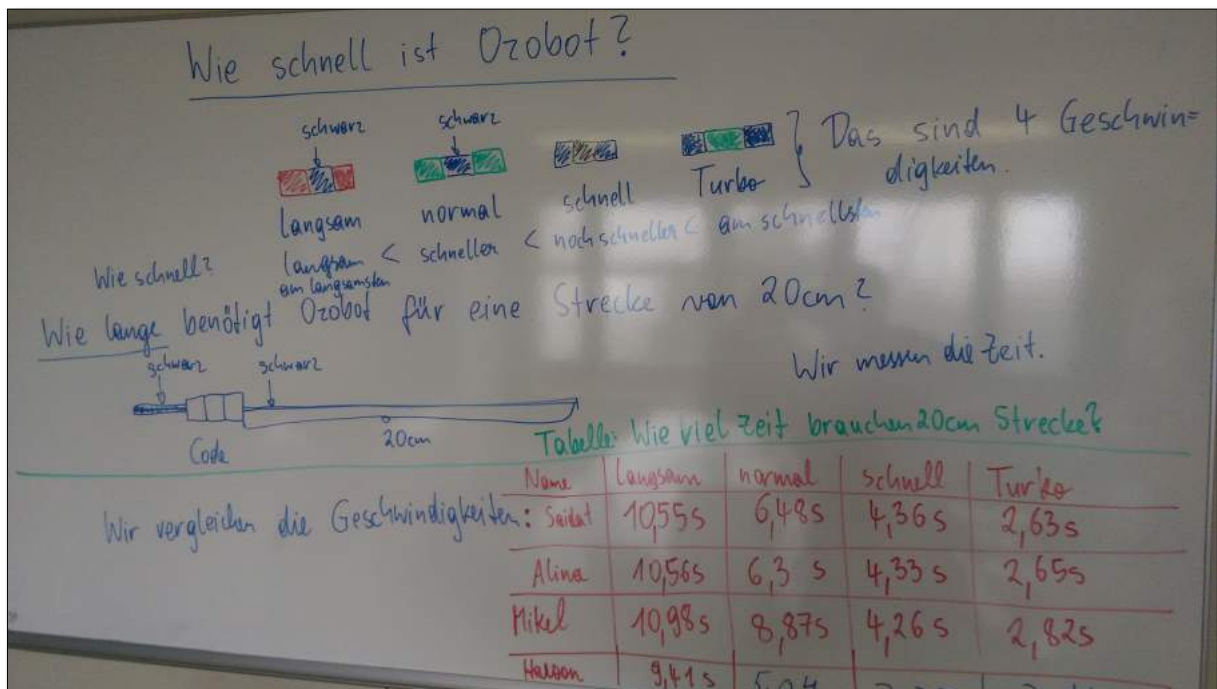 Wie schnell ist Ozobot?
schwarz schwarz
langsam normal schnell Turbo } Das sind 4 Geschwin=
digkeiten.
Wie schnell? langsam < schneller < noch schneller < am schnellsten
am langsamsten
Wie lange benötigt Ozobot für eine Strecke von 20cm?
schwarz schwarz
Wir messen die Zeit.
Code 20cm
Tabelle: Wie viel Zeit brauchen 20cm Strecke?
Wir vergleichen die Geschwindigkeiten:
Name langsam normal schnell Turbo
Saidat 10,55s 6,48s 4,36s 2,63s
Alina 10,56s 6,3 s 4,33s 2,65s
Mikel 10,98s 8,87s 4,26s 2,82s
9,41s